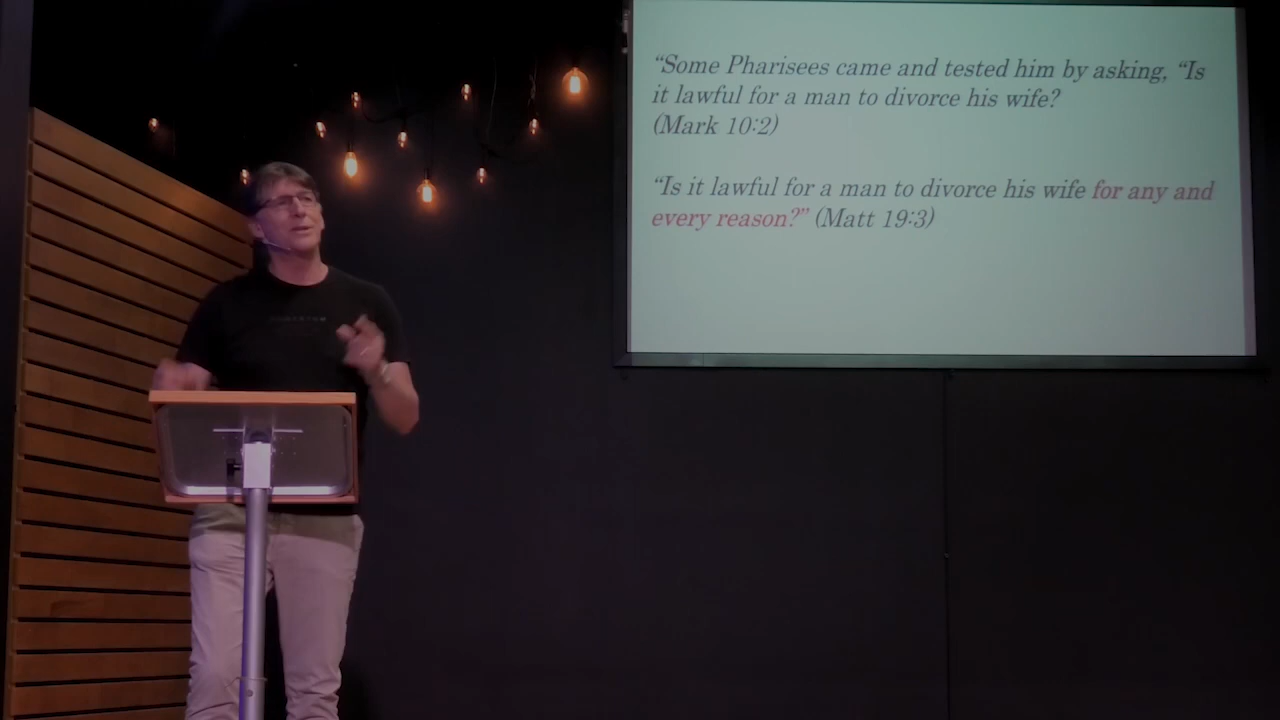 “Some Pharisees came and tested him by asking, “Is
it lawful for a man to divorce his wife?
(Mark 10:2)
“Is it lawful for a man to divorce his wife for any and
every reason?” (Matt 19:3)